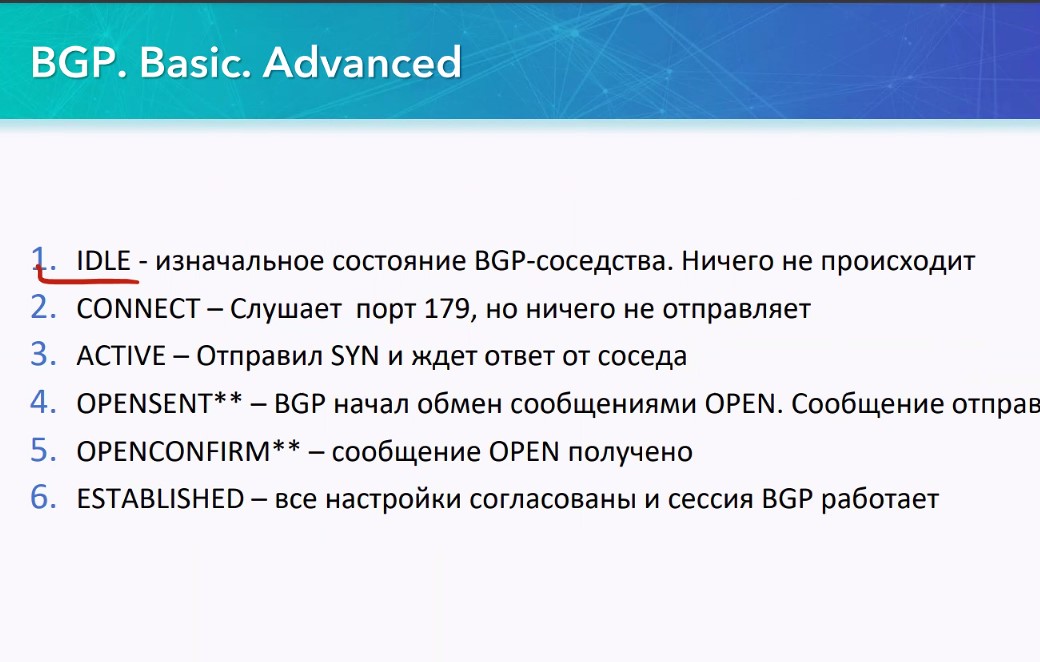 BGP. Basic. Advanced
1. IDLE - изначальное состояние BGP-соседства. Ничего не происходит
2. CONNECT – Слушает  порт 179, но ничего не отправляет
3. ACTIVE – Отправил SYN и ждет ответ от соседа
4. OPENSENT** – BGP начал обмен сообщениями OPEN. Сообщение
5. OPENCONFIRM** – сообщение OPEN получено
6. ESTABLISHED – все настройки согласованы и сессия BGP работает